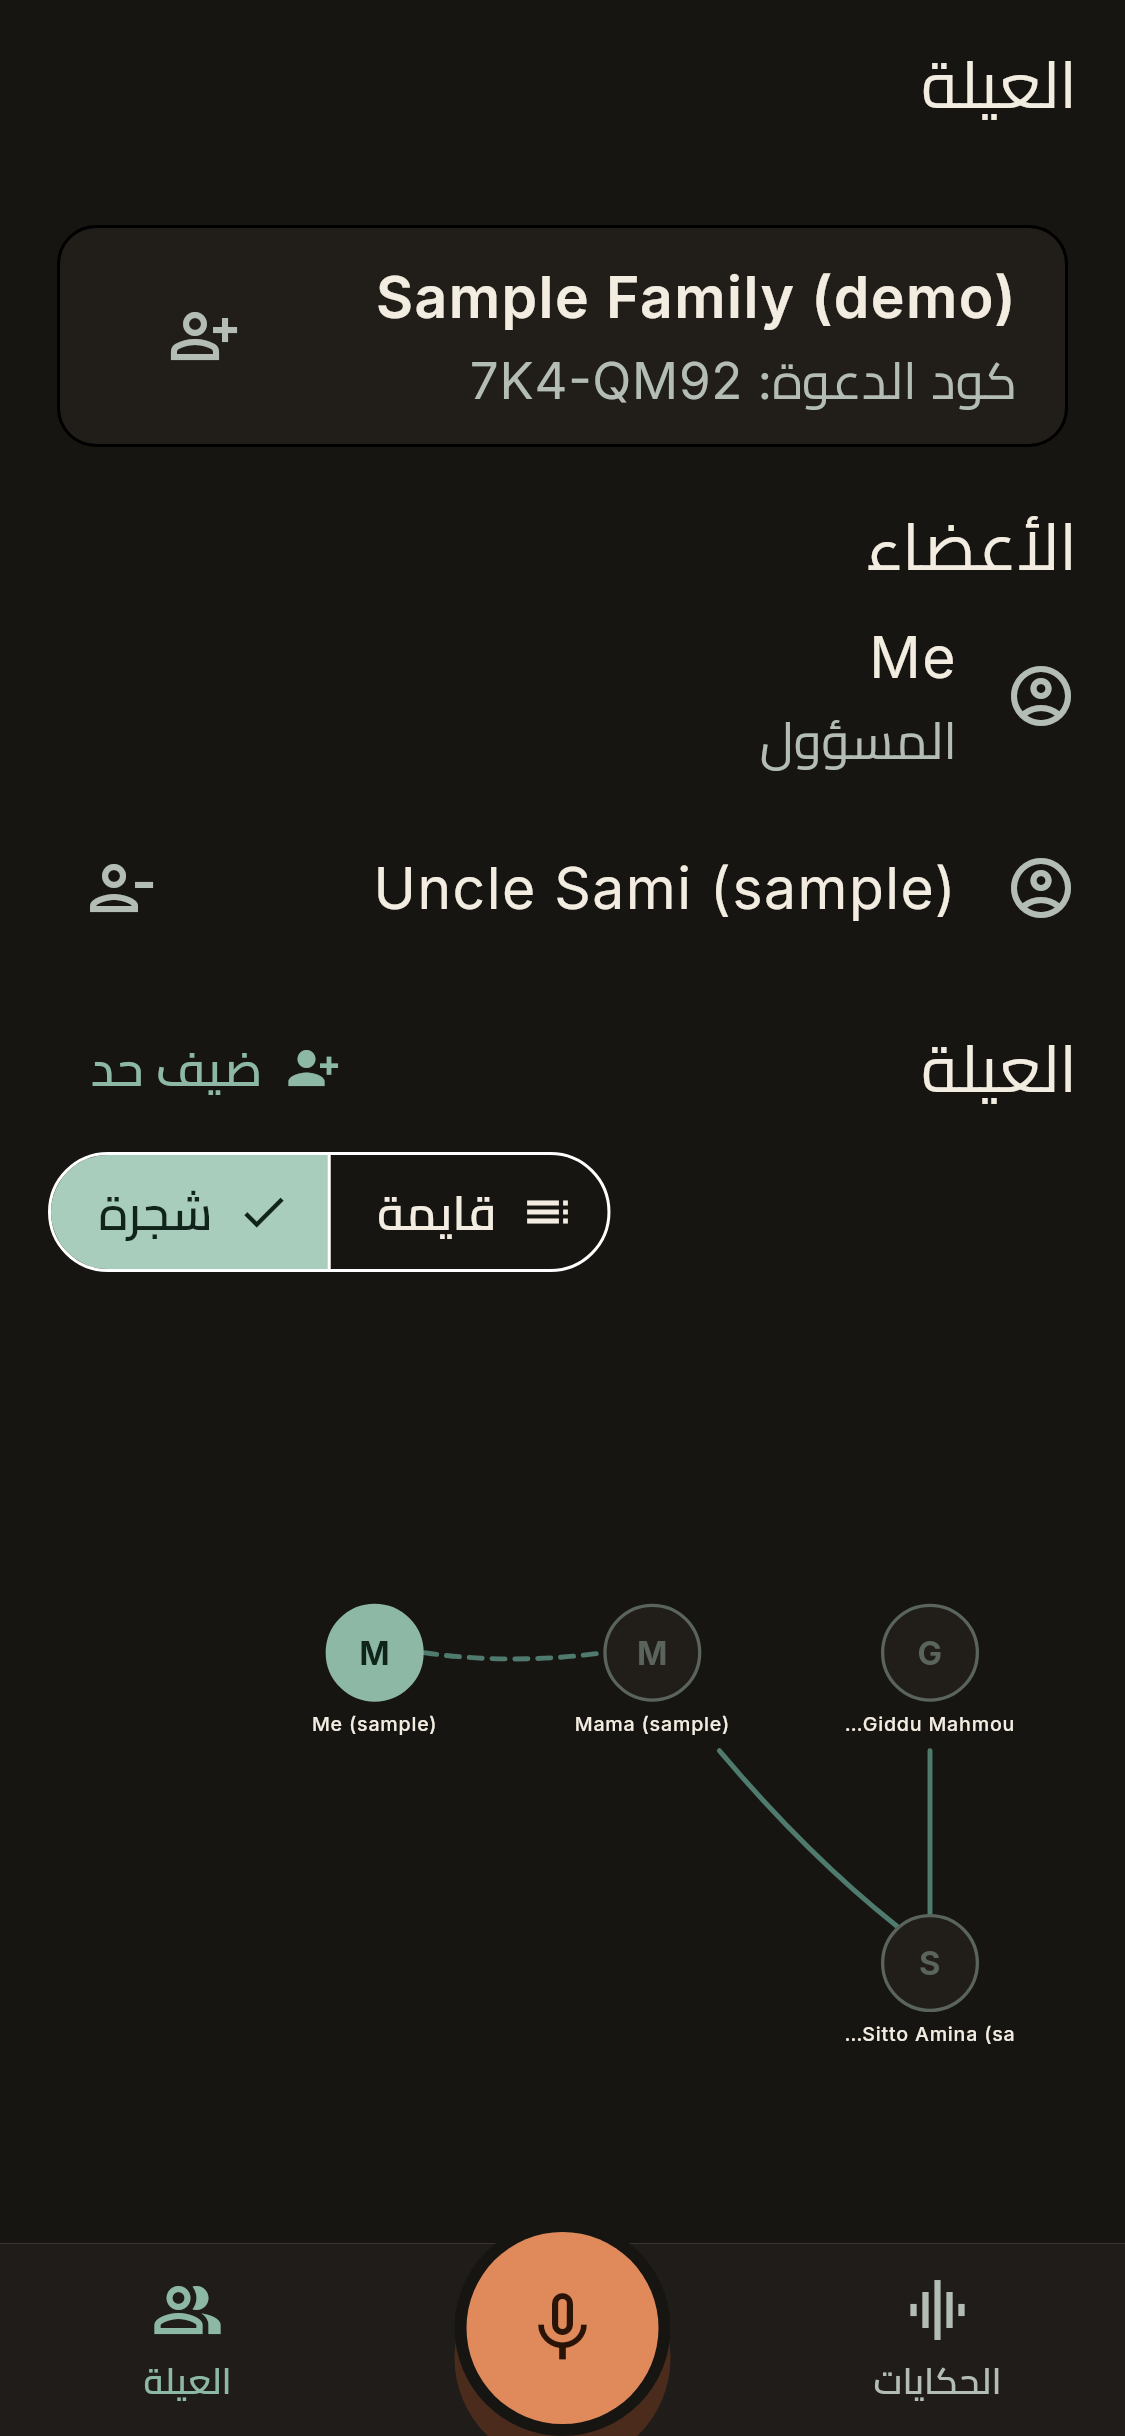 العيلة
Sample Family (demo)
كود الدعوة: 7K4-QM92
الأعضاء
Me
المسؤول
Uncle Sami (sample)
العيلة
ضيف حد
قايمة
شجرة
G
M
M
Giddu Mahmou...
Mama (sample)
Me (sample)
S
Sitto Amina (sa...
الحكايات
العيلة